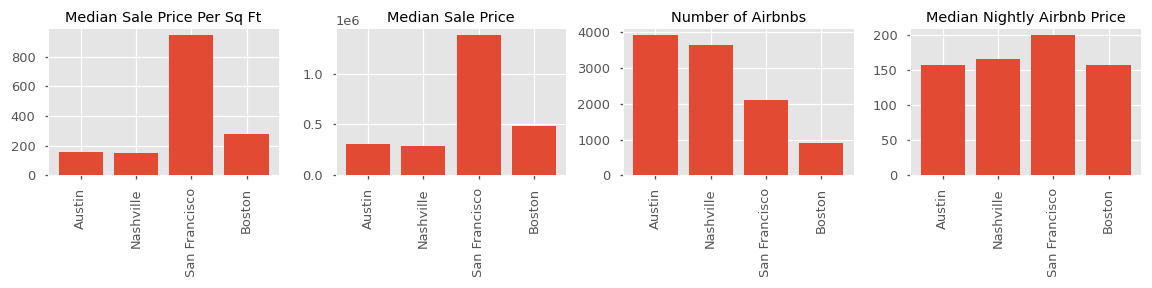 Median Sale Price Per Sq Ft
800
600
400
200
0
Austin
Nashville
San Francisco
Boston
Median Sale Price
1e6
1.0
0.5
0.0
Austin
Nashville
San Francisco
Boston
Number of Airbnbs
4000
3000
2000
1000
0
Austin
Nashville
San Francisco
Boston
Median Nightly Airbnb Price
200
150
100
50
0
Austin
Nashville
San Francisco
Boston